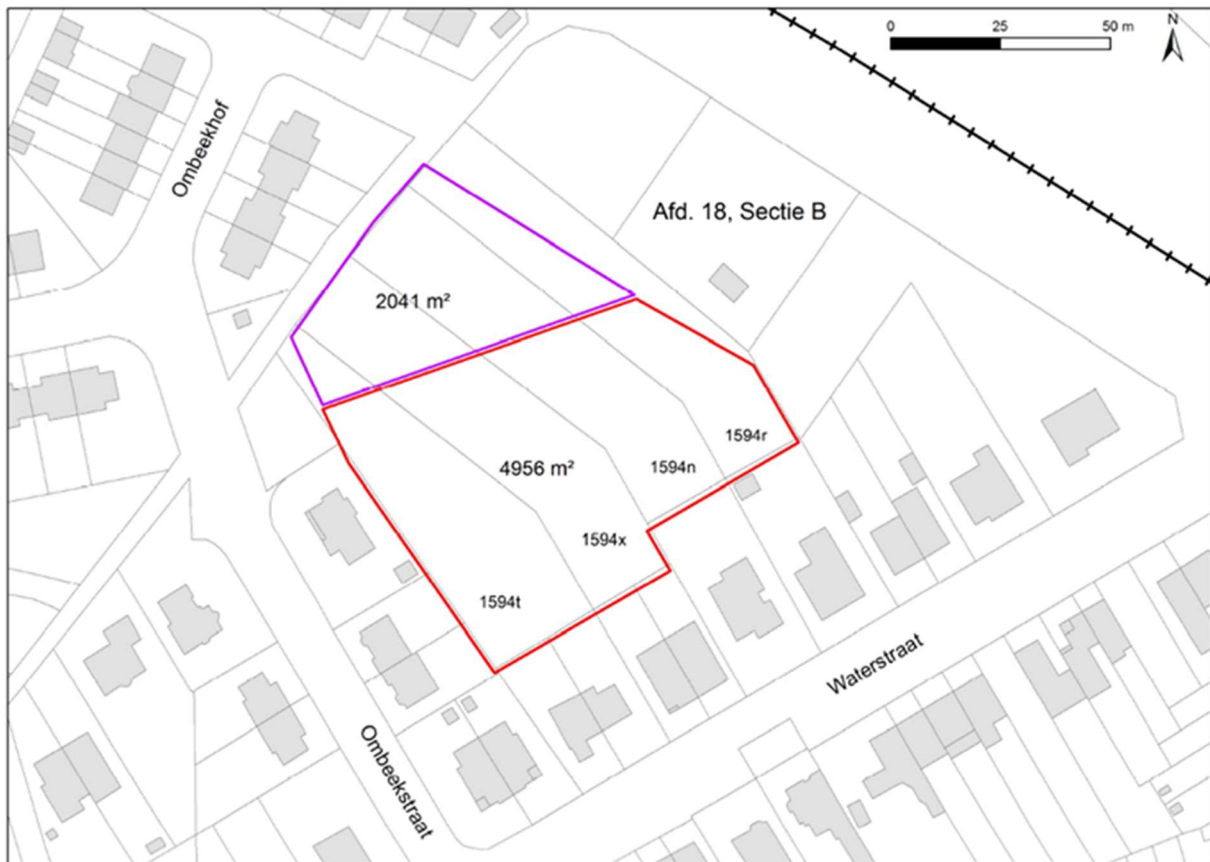 0 25 50 m
N
Ombeekhof
Afd. 18, Sectie B
2041 m²
1594r
4956 m²
1594n
1594x
1594t
Waterstraat
Ombeekstraat